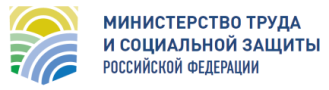 МИНИСТЕРСТВО ТРУДА
И СОЦИАЛЬНОЙ ЗАЩИТЫ
РОССИЙСКОЙ ФЕДЕРАЦИИ